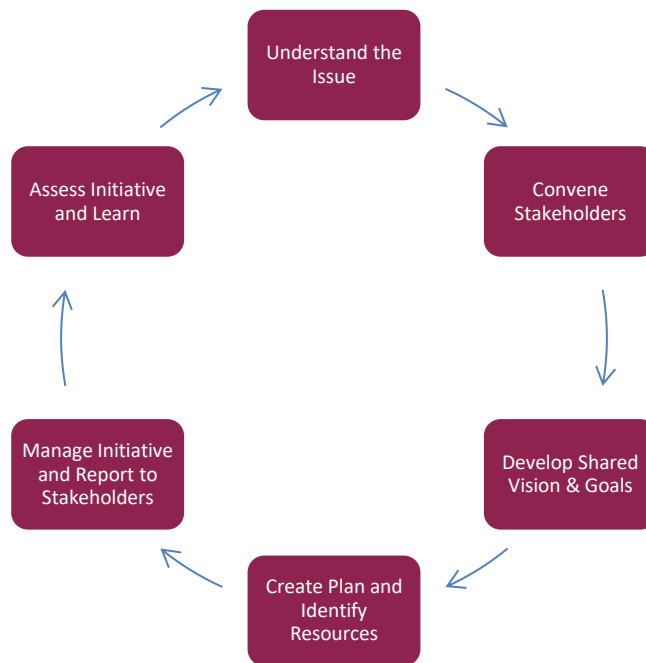 Understand the
Issue
Convene
Stakeholders
Develop Shared
Vision & Goals
Create Plan and
Identify
Resources
Manage Initiative
and Report to
Stakeholders
Assess Initiative
and Learn